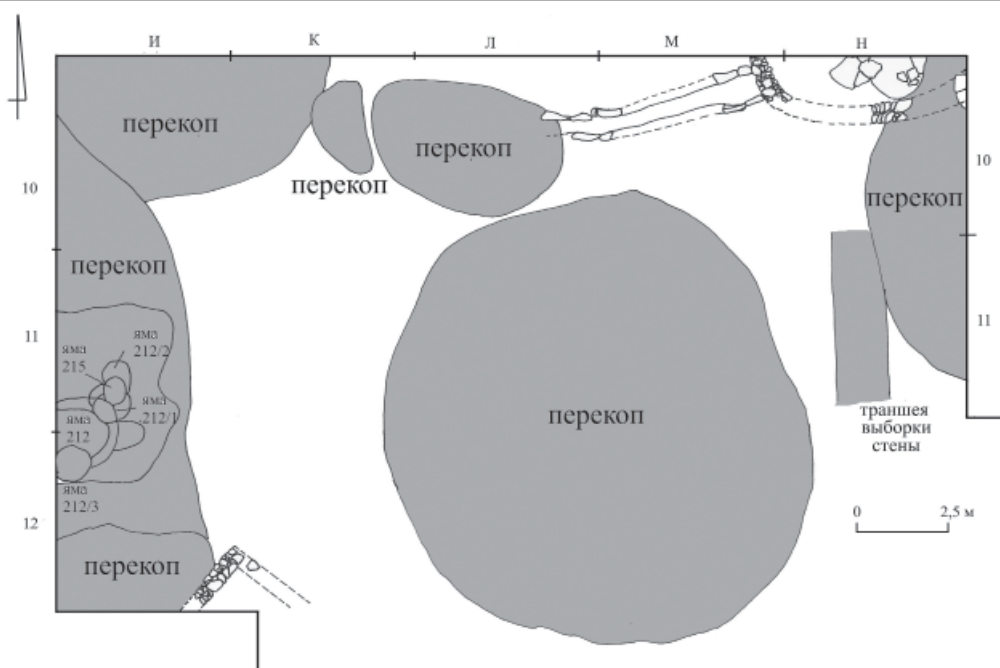 И К Л М Н
перекоп
перекоп
перекоп
10
10
перекоп
перекоп
11
11
яма
212/2
яма
215
яма
212/1
яма
212
яма
212/3
перекоп
траншея
выборки
стены
0 2,5 м
12
перекоп